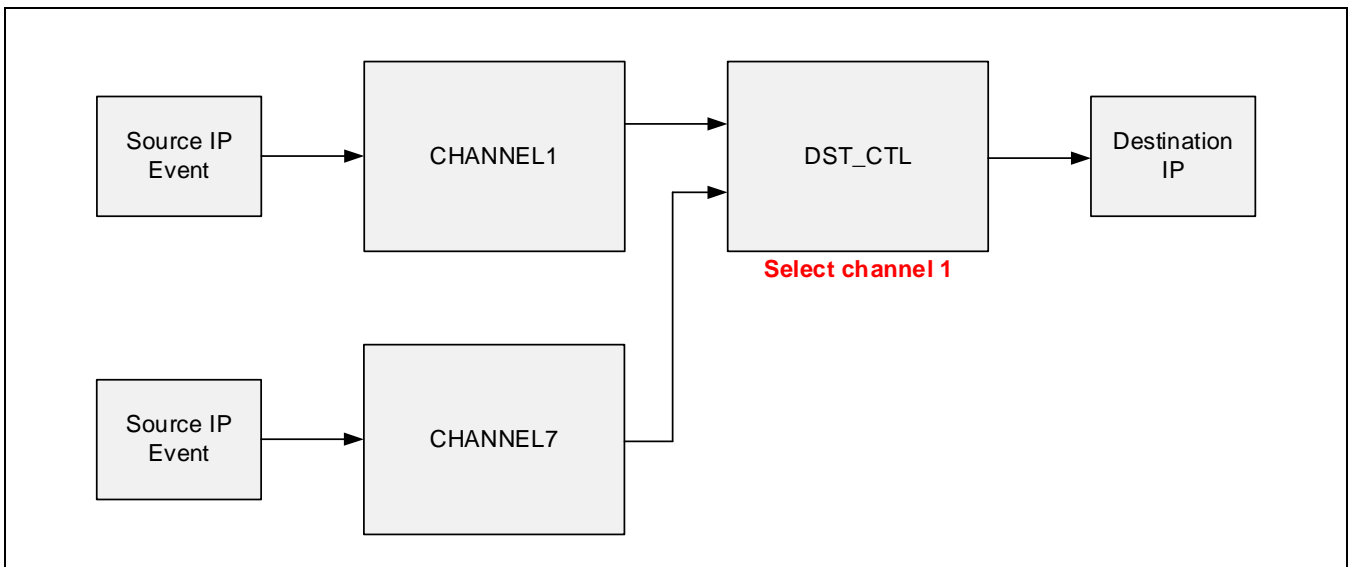 Source IP
Event
CHANNEL1
DST_CTL
Destination
IP
Select channel 1
Source IP
Event
CHANNEL7